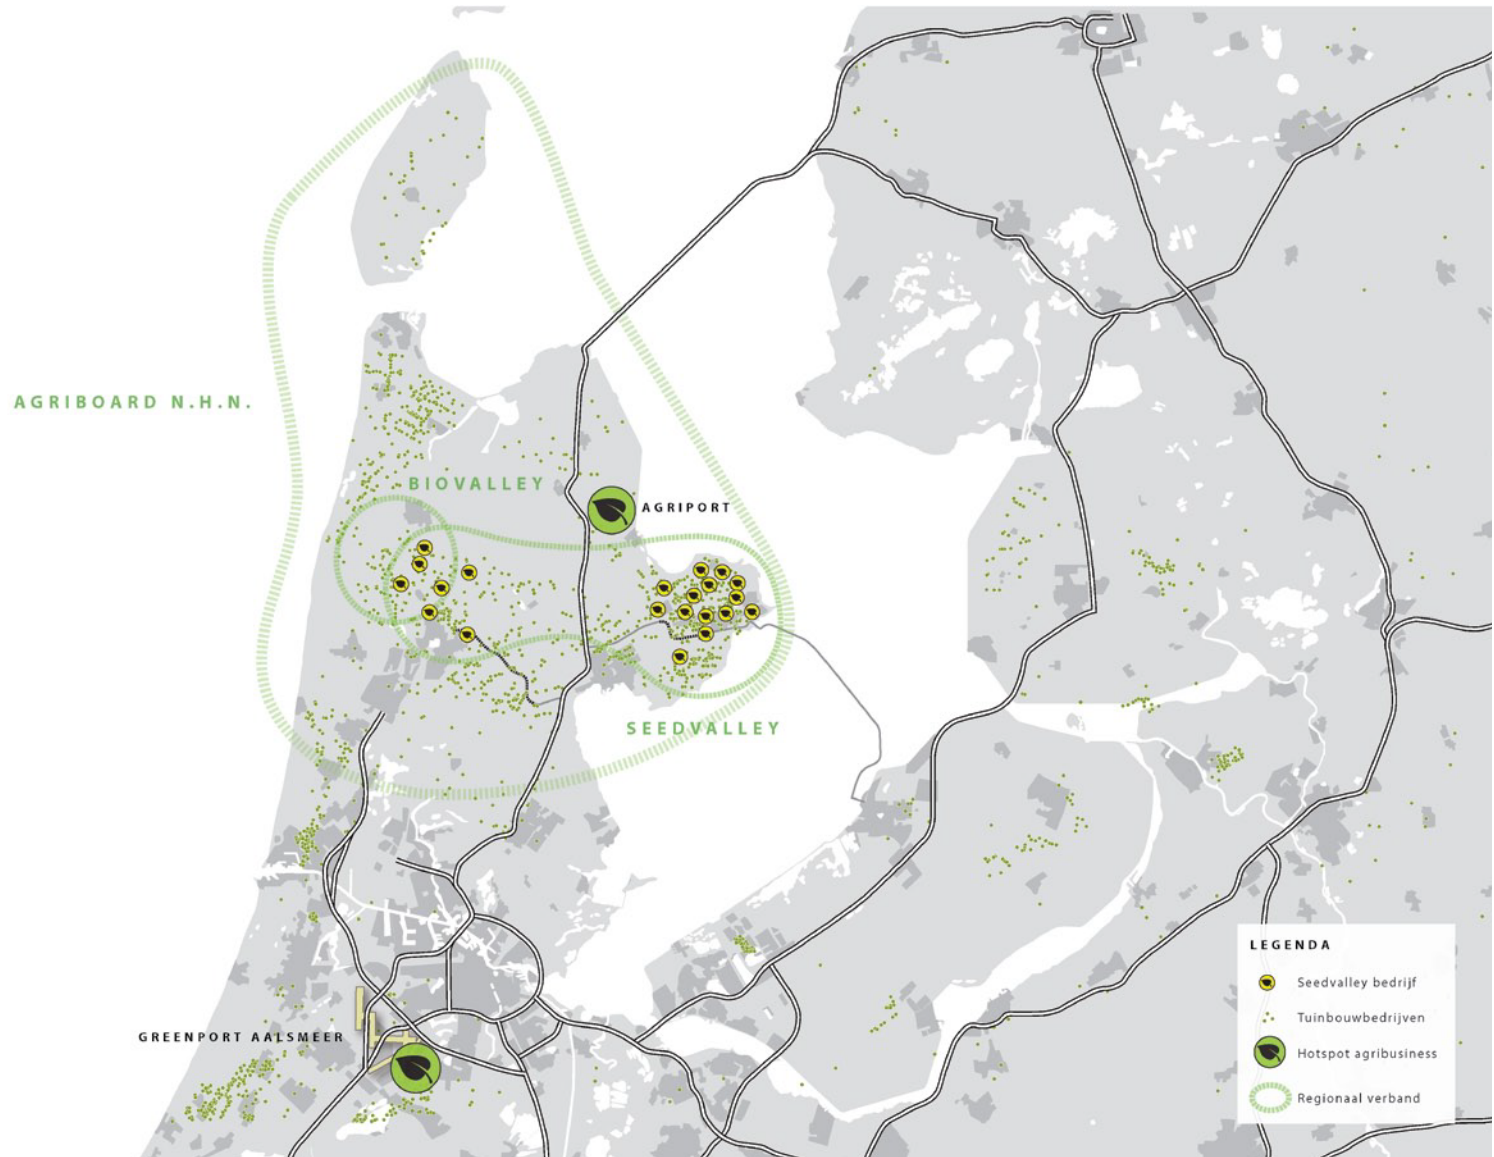 AGRIBOARD N.H.N.
BIOVALLEY
AGRIPORT
SEEDVALLEY
GREENPORT AALSMEER
LEGENDA
Seedvalley bedrijf
Tuinbouwbedrijven
Hotspot agribusiness
Regionaal verband